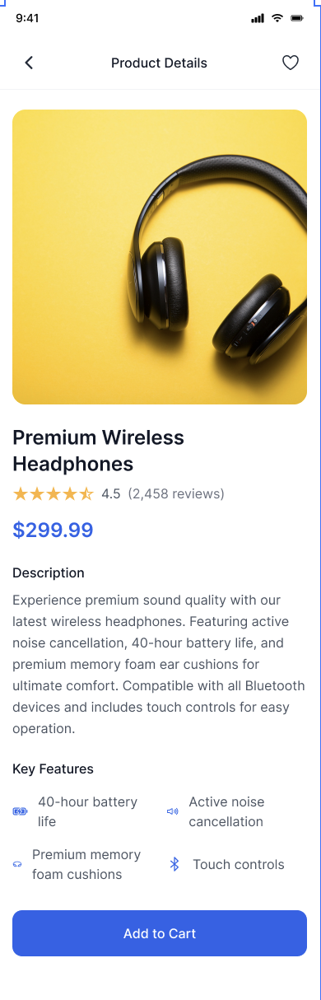 9:41
Product Details
Premium Wireless
Headphones
4.5 (2,458 reviews)
$299.99
Description
Experience premium sound quality with our
latest wireless headphones. Featuring active
noise cancellation, 40-hour battery life, and
premium memory foam ear cushions for
ultimate comfort. Compatible with all Bluetooth
devices and includes touch controls for easy
operation.
Key Features
40-hour battery
life
Active noise
cancellation
Premium memory
foam cushions
Touch controls
Add to Cart